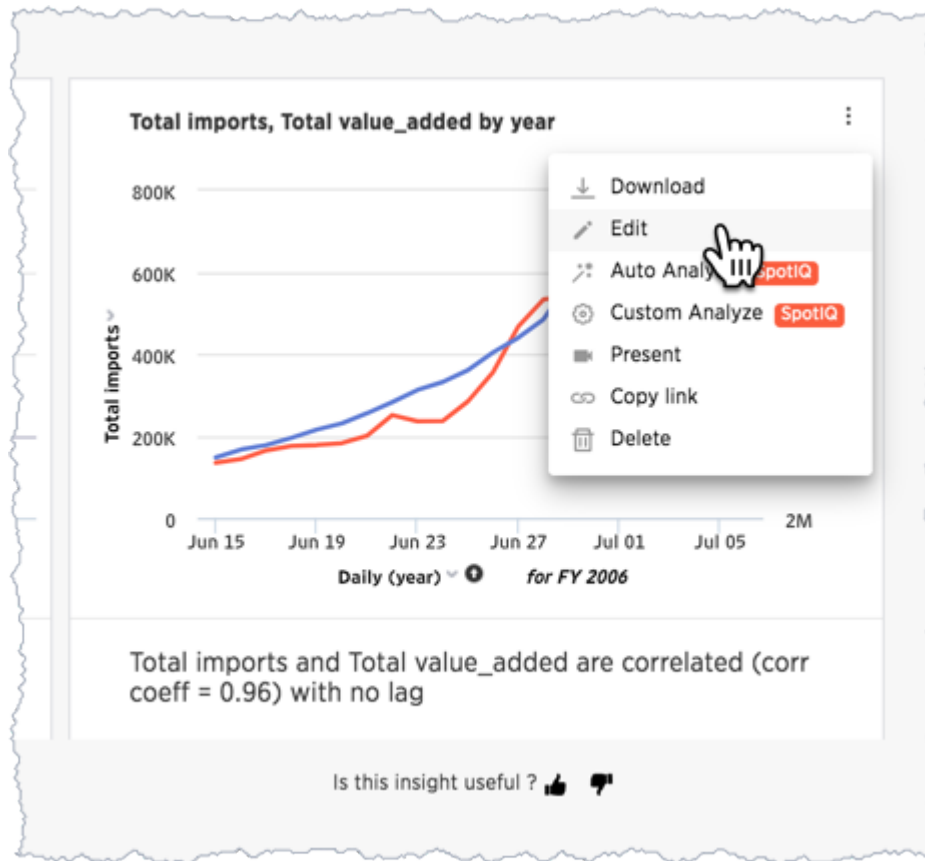 Total imports, Total value_added by year
800K
600K
400K
200K
0
Total imports
Jun 15
Jun 19
Jun 23
Jun 27
Jul 01
Jul 05
2M
Daily (year)
for FY 2006
Download
Edit
Auto Analy SpotIQ
Custom Analyze SpotIQ
Present
Copy link
Delete
Total imports and Total value_added are correlated (corr
coeff = 0.96) with no lag
Is this insight useful ?